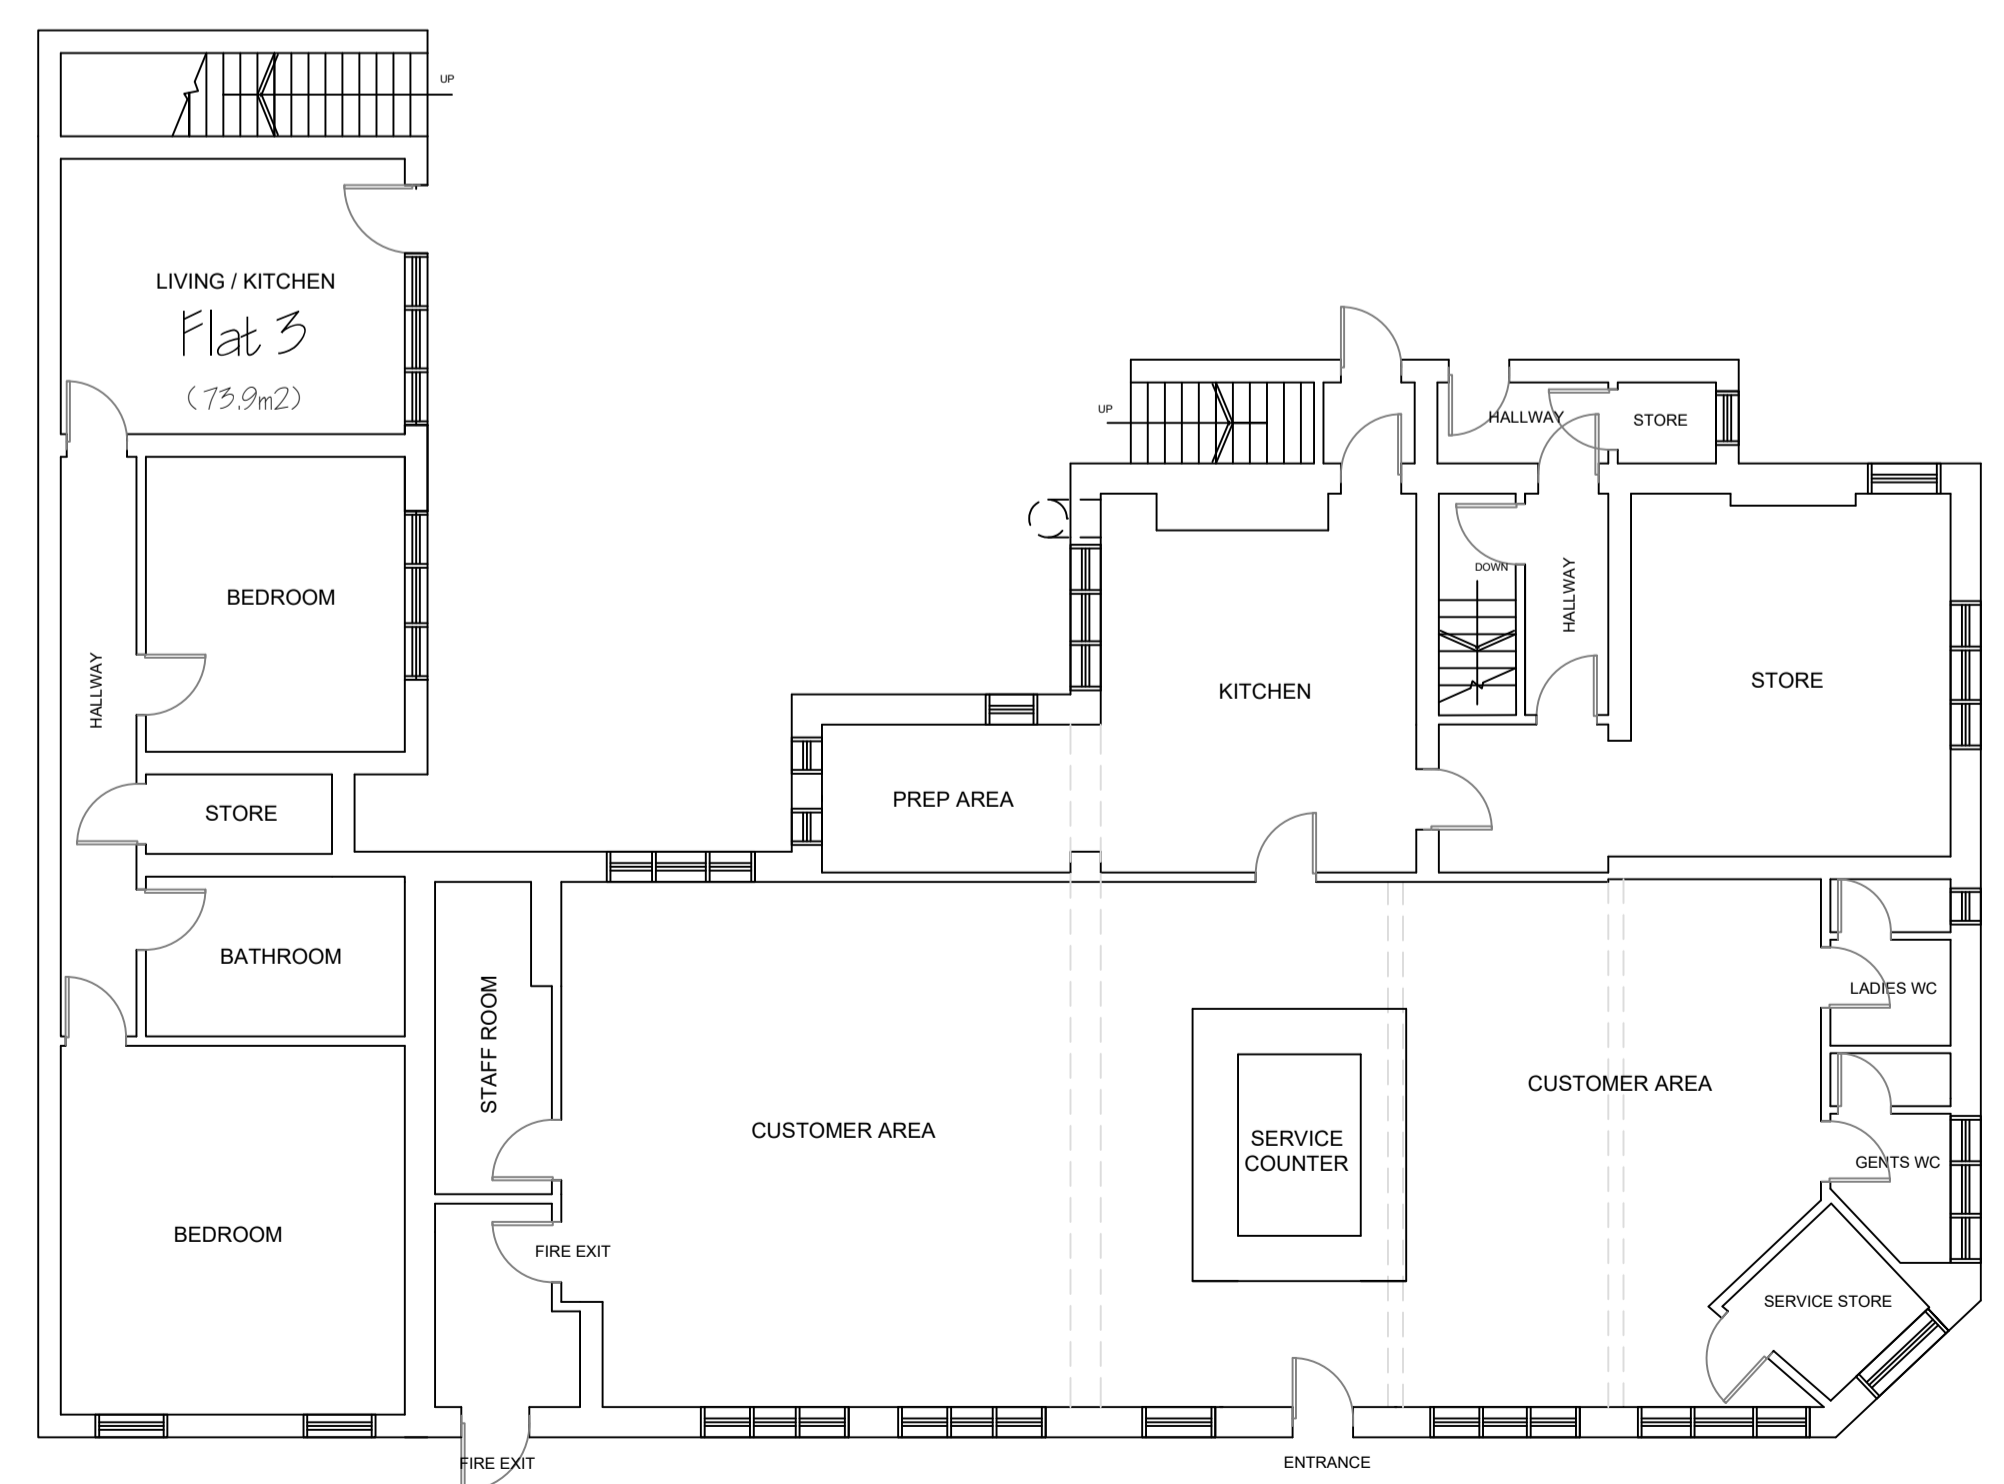 UP
LIVING / KITCHEN
Flat 3
(73.9m2)
UP
HALLWAY
STORE
BEDROOM
DOWN
HALLWAY
HALLWAY
KITCHEN
STORE
PREP AREA
STORE
BATHROOM
STAFF ROOM
LADIES WC
CUSTOMER AREA
CUSTOMER AREA
SERVICE
COUNTER
GENTS WC
BEDROOM
FIRE EXIT
SERVICE STORE
FIRE EXIT
ENTRANCE